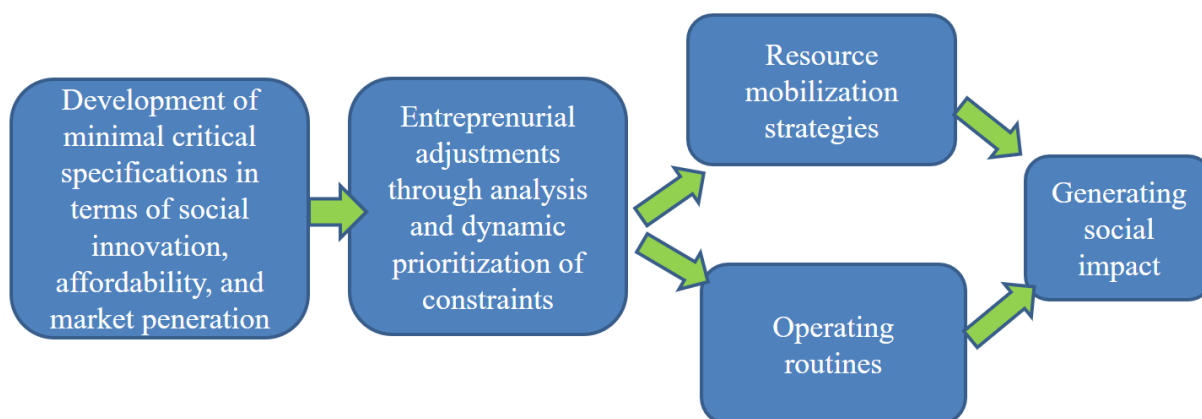 Development of
minimal critical
specifications in
terms of social
innovation,
affordability, and
market peneration
Entreprenurial
adjustments
through analysis
and dynamic
prioritization of
constraints
Resource
mobilization
strategies
Operating
routines
Generating
social
impact